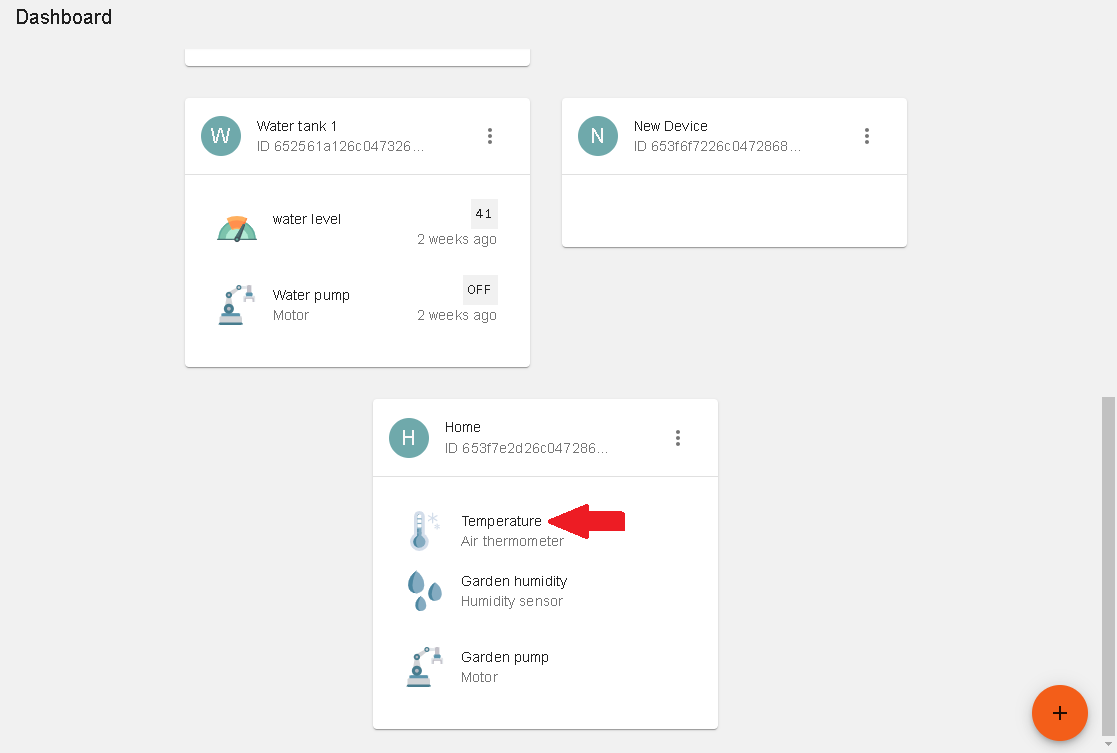 Dashboard
W
Water tank 1
ID 652561a126c047326...
water level
41
2 weeks ago
Water pump
OFF
Motor
2 weeks ago
N
New Device
ID 653f6f7226c0472868...
H
Home
ID 653f7e2d26c047286...
Temperature
Air thermometer
Garden humidity
Humidity sensor
Garden pump
Motor
+